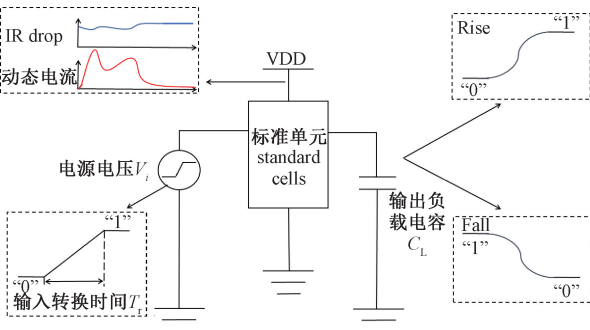 IR drop
动态电流
VDD
Rise
“1”
“0”
标准单元
standard
cells
电源电压Vi
输出负
载电容
CL
“1”
“0”
输入转换时间Tr
Fall
“1”
“0”